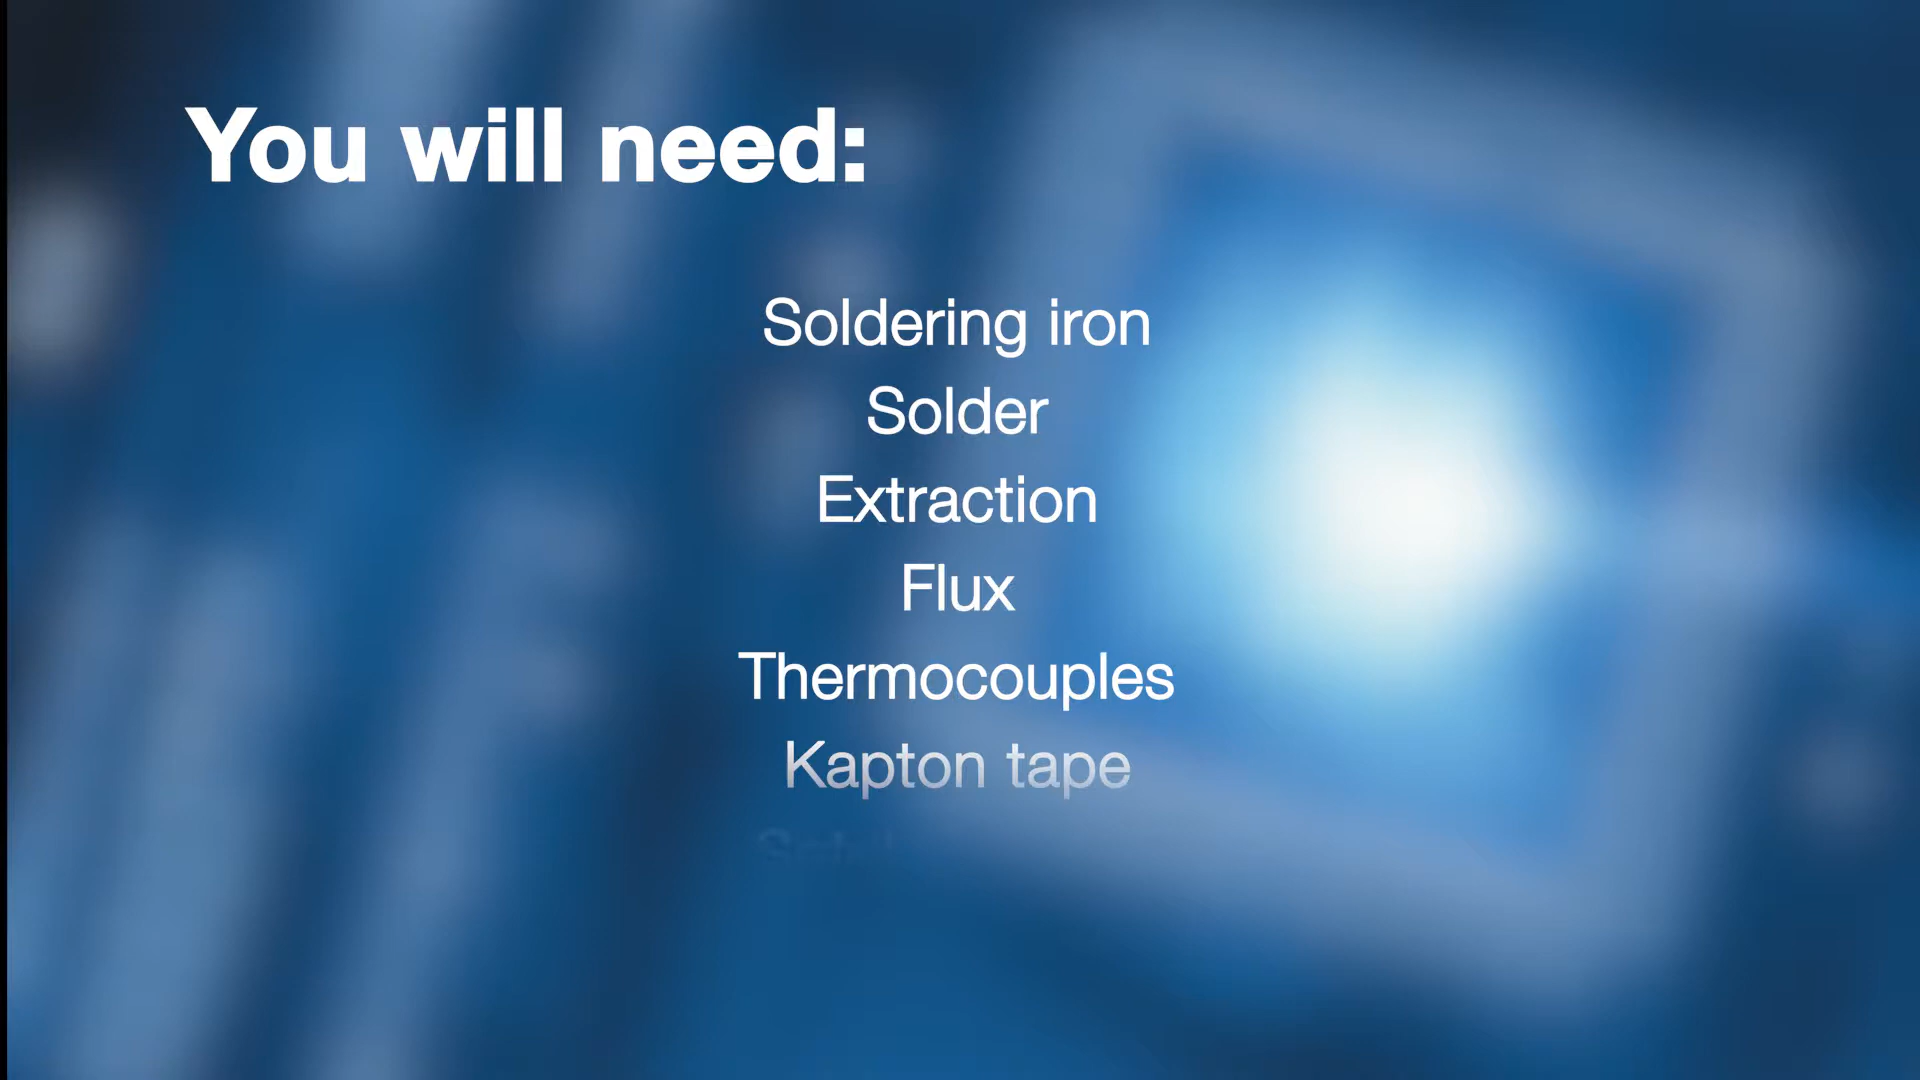 You will need:
Soldering iron
Solder
Extraction
Flux
Thermocouples
Kapton tape